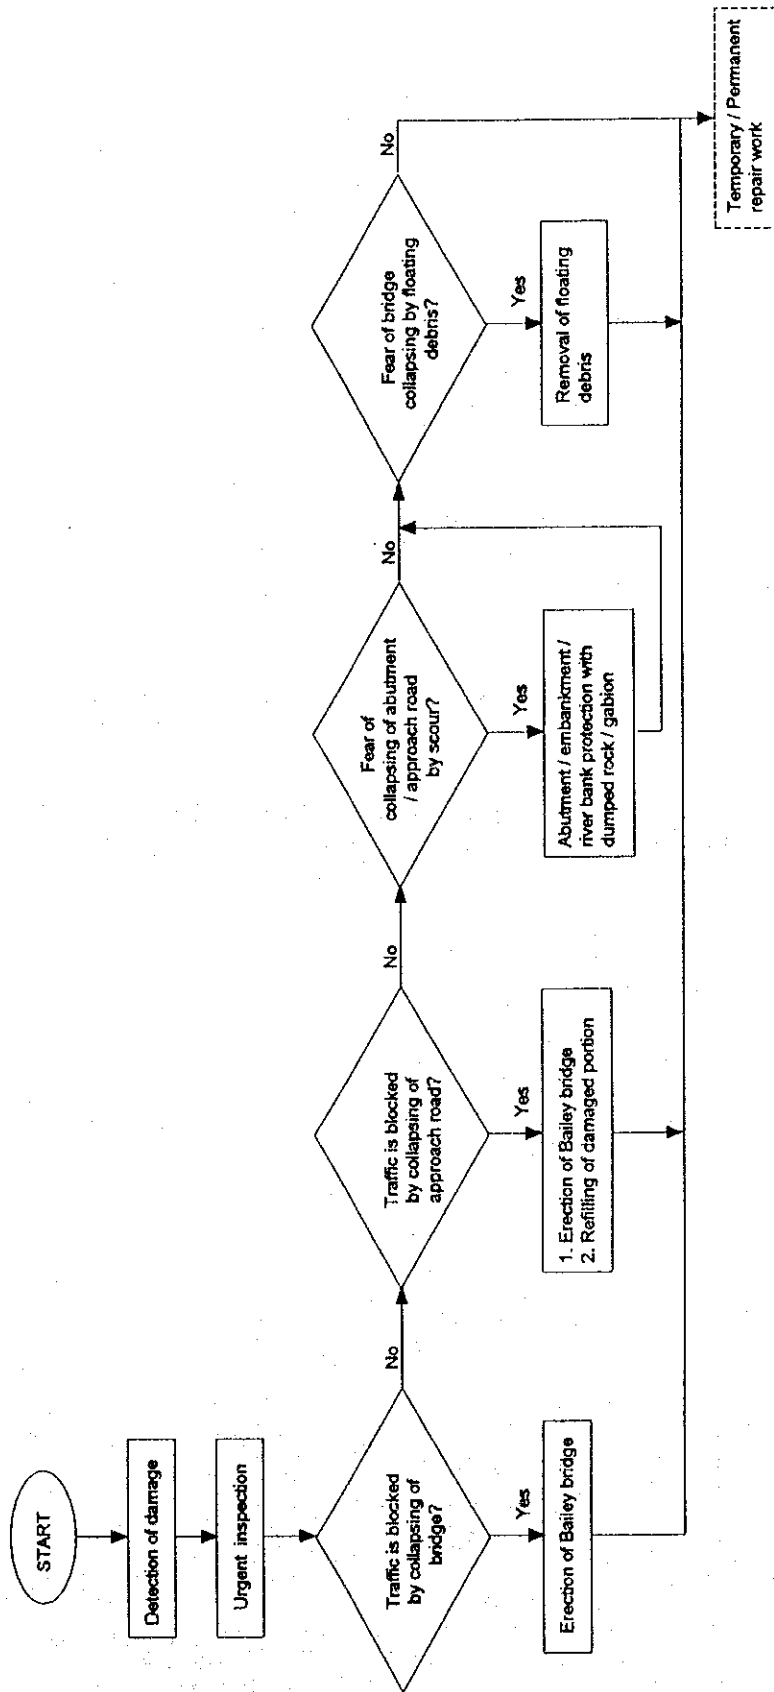 START
Detection of damage
Urgent inspection
Traffic is blocked
by collapsing of
bridge?
Yes
Erection of Bailey bridge
No
Traffic is blocked
by collapsing of
approach road?
Yes
1. Erection of Bailey bridge
2. Refilling of damaged portion
No
Fear of
collapsing of abutment
/ approach road
by scour?
Yes
Abutment / embankment /
river bank protection with
dumped rock / gabion
No
Fear of bridge
collapsing by floating
debris?
Yes
Removal of floating
debris
No
Temporary / Permanent
repair work